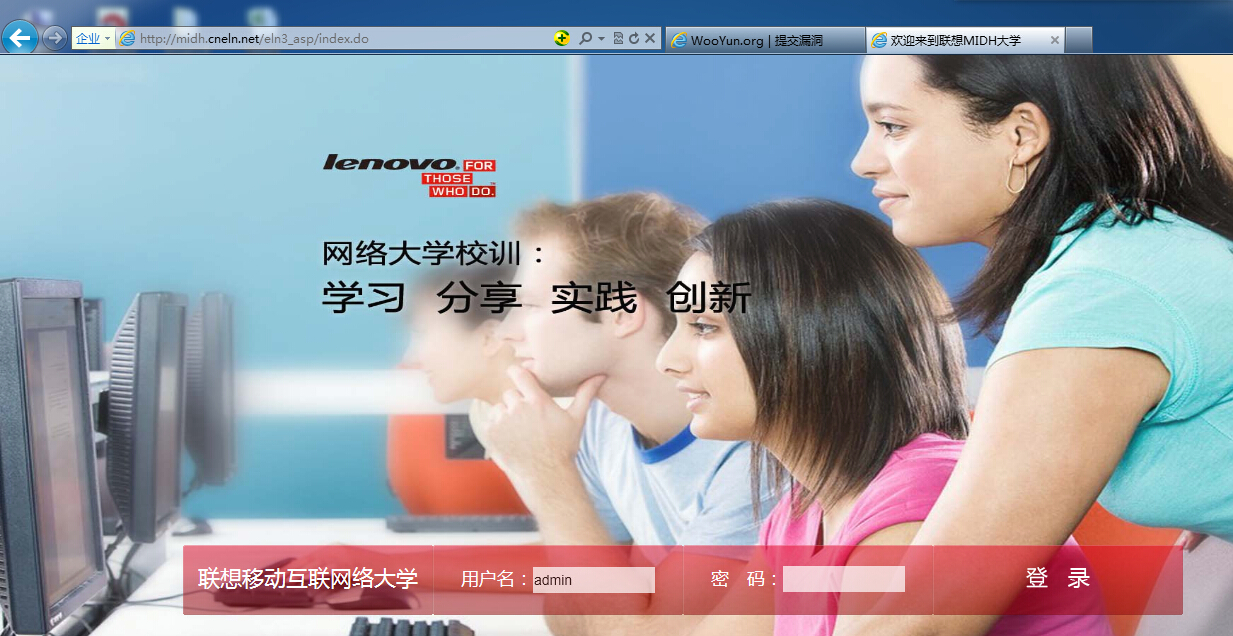 企业
http://midh.cneln.net/eln3_asp/index.do
WooYun.org | 提交漏洞
欢迎来到联想MIDH大学
lenovo FOR THOSE WHO DO.
网络大学校训：
学习 分享 实践 创新
联想移动互联网络大学
用户名：admin
密 码：
登 录